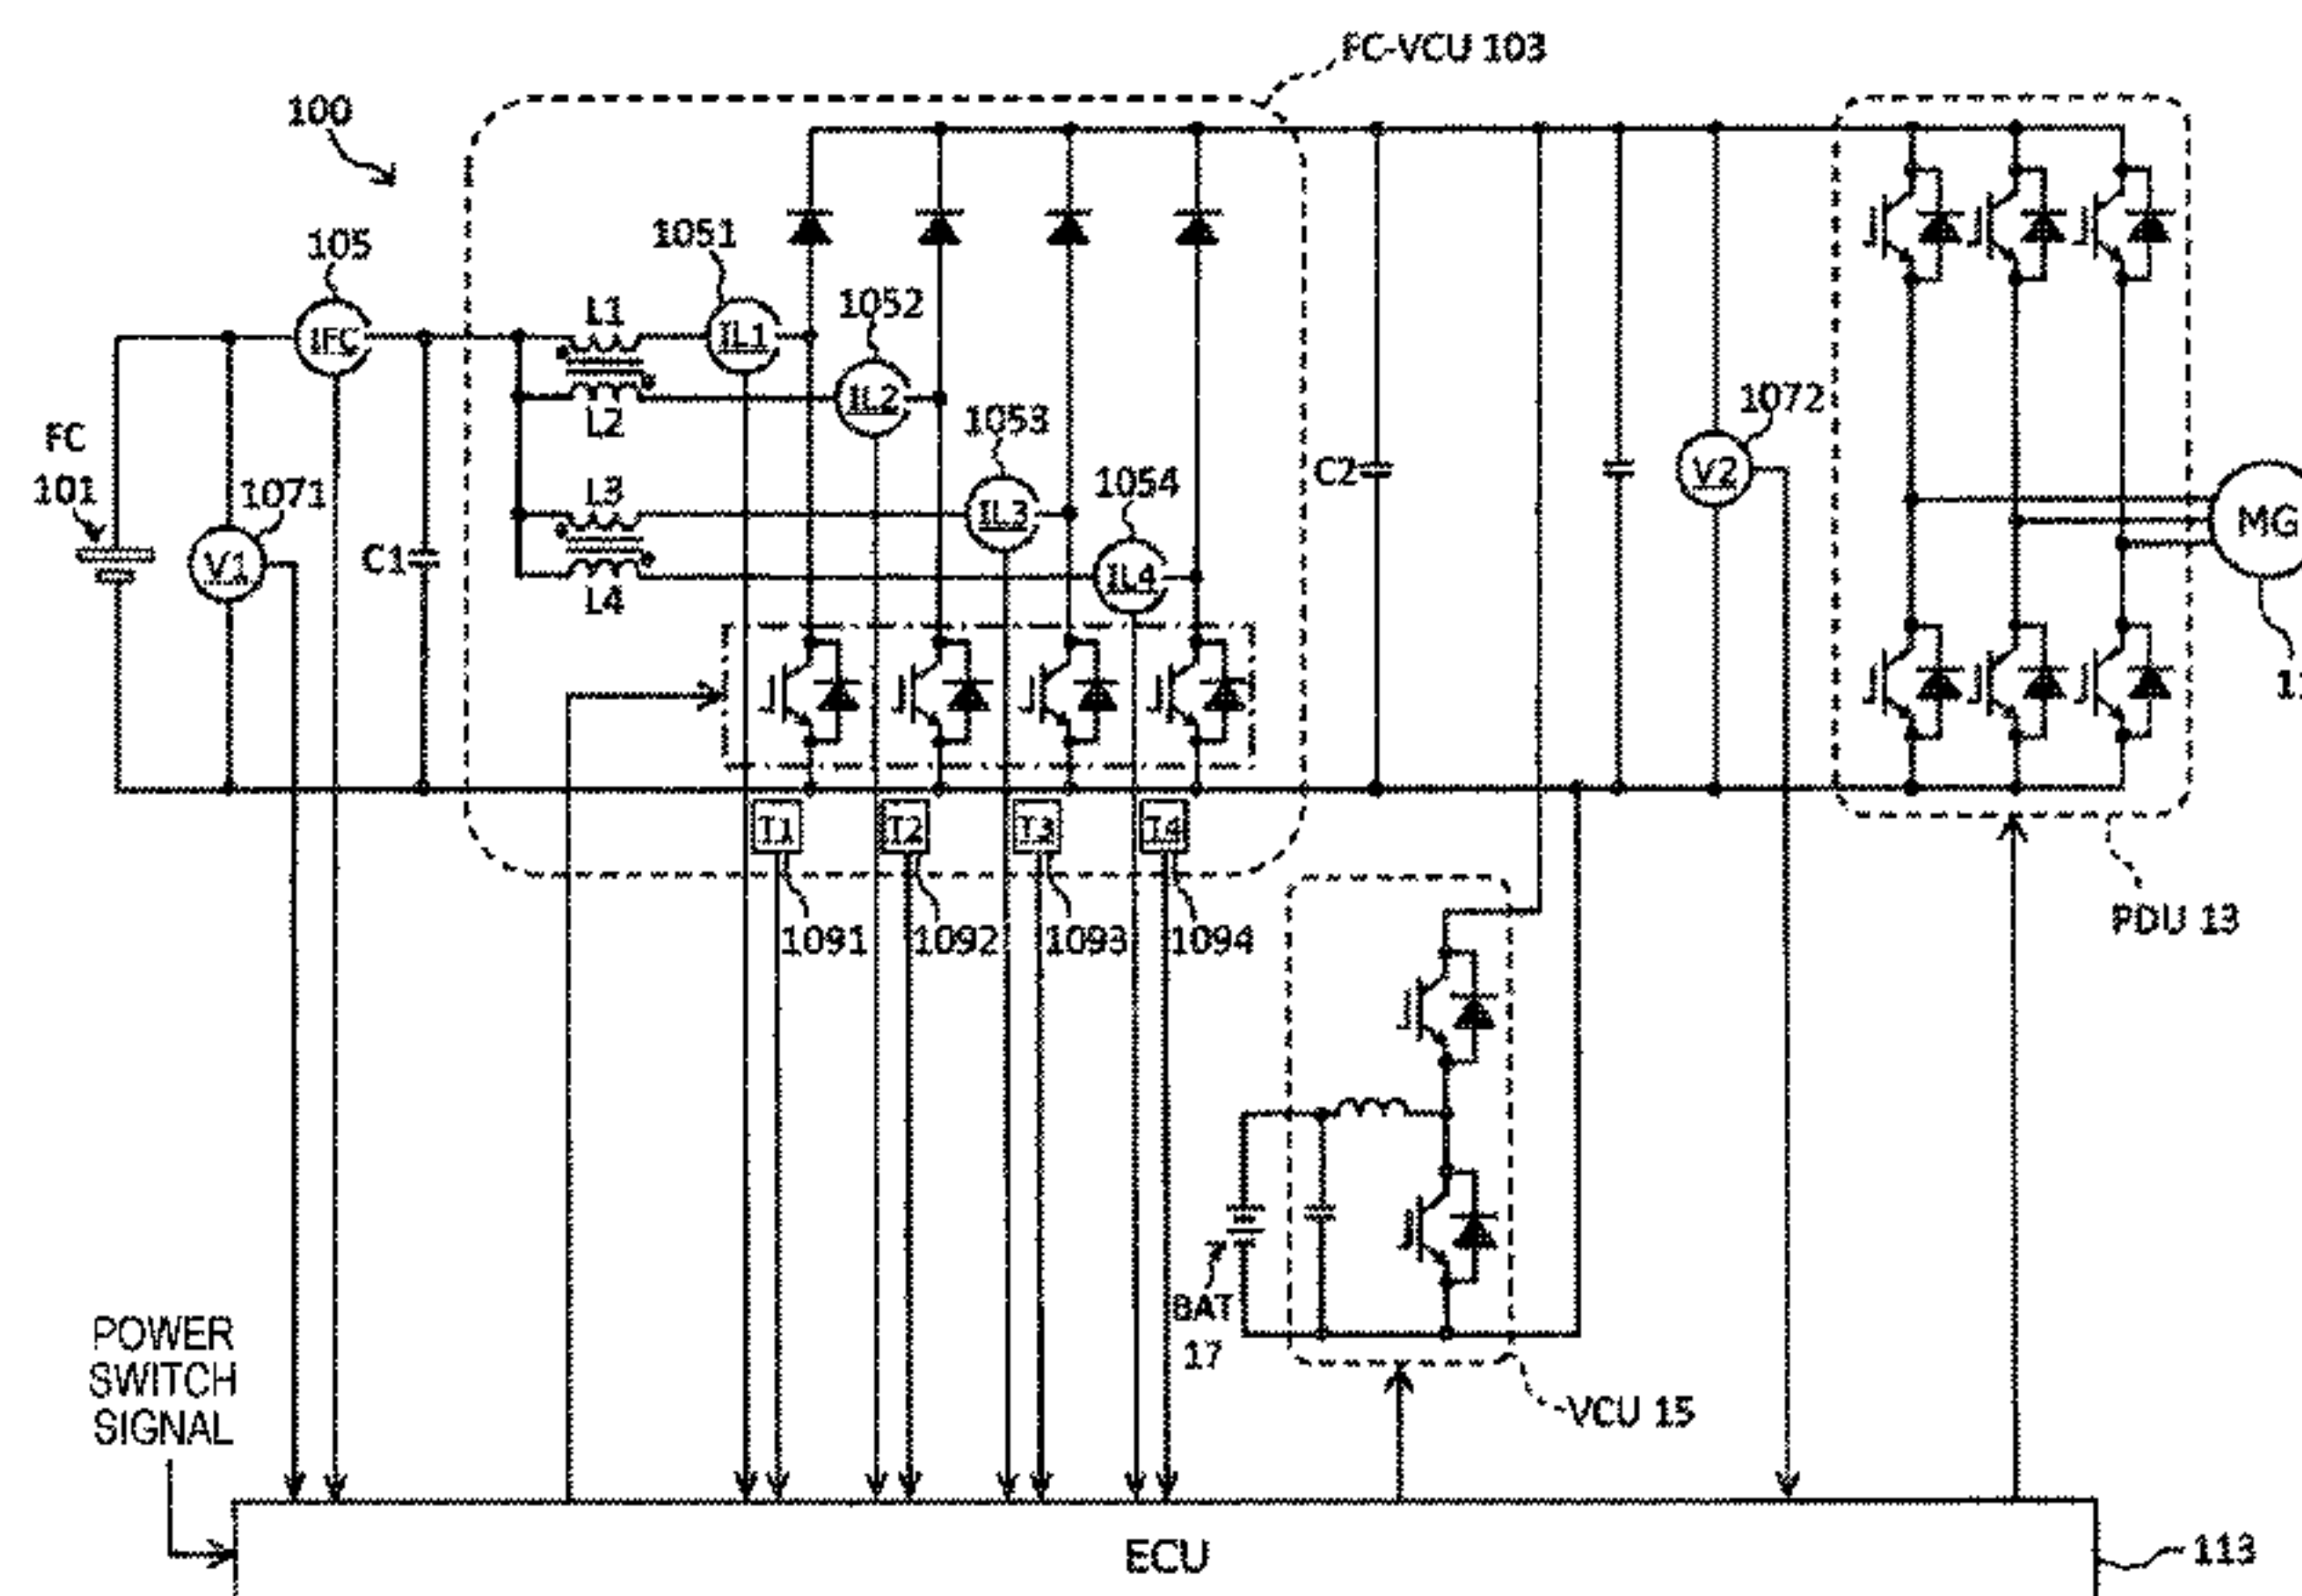 FC-VCU 103
100
105
1051
1052
1053
1054
IFC
L1
IL1
L2
IL2
L3
IL3
L4
IL4
FC
101
1071
V1
C1
C2
1072
V2
MG
11
T1
T2
T3
T4
1091
1092
1093
1094
PDU 13
BAT
17
VCU 15
POWER
SWITCH
SIGNAL
ECU
113